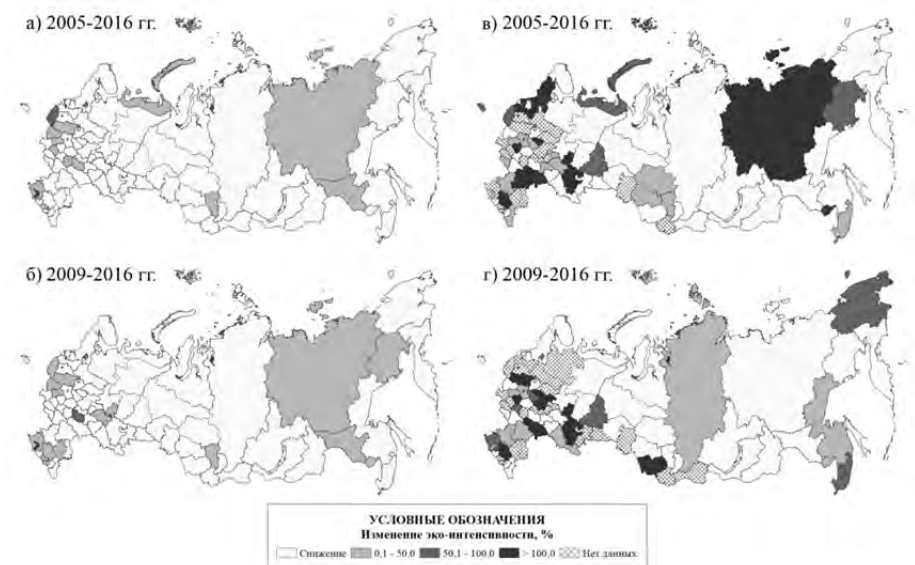 а) 2005-2016 гг.
в) 2005-2016 гг.
б) 2009-2016 гг.
г) 2009-2016 гг.
УСЛОВНЫЕ ОБОЗНАЧЕНИЯ
Изменение эко-интенсивности, %
Снижение 0,1 - 50,0 50,1 - 100,0 > 100,0 Нет данных